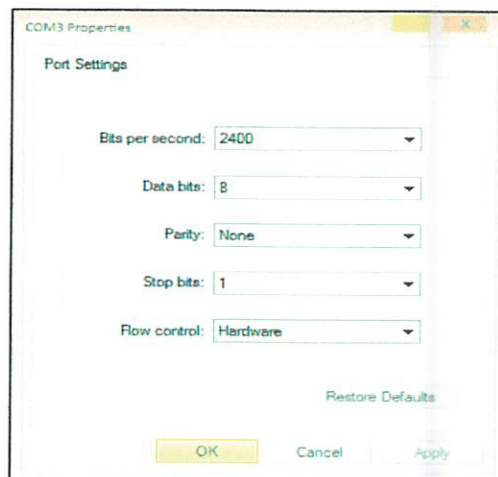 COM3 Properties
X
Port Settings
Bits per second: 2400
Data bits: 8
Parity: None
Stop bits: 1
Flow control: Hardware
Restore Defaults
OK Cancel Apply